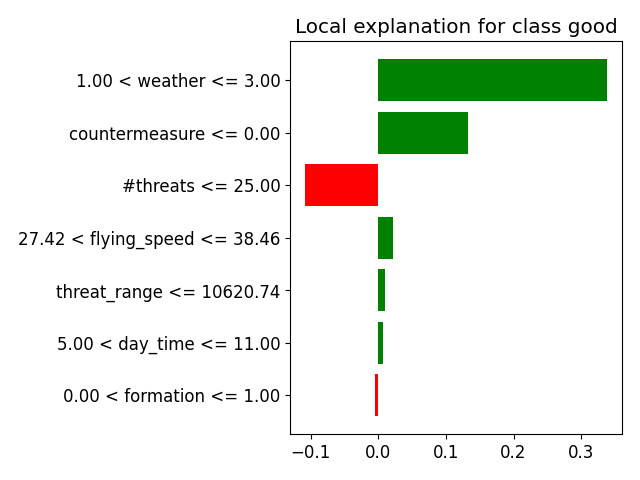 Local explanation for class good
1.00 < weather <= 3.00
countermeasure <= 0.00
#threats <= 25.00
27.42 < flying_speed <= 38.46
threat_range <= 10620.74
5.00 < day_time <= 11.00
0.00 < formation <= 1.00
−0.1 0.0 0.1 0.2 0.3